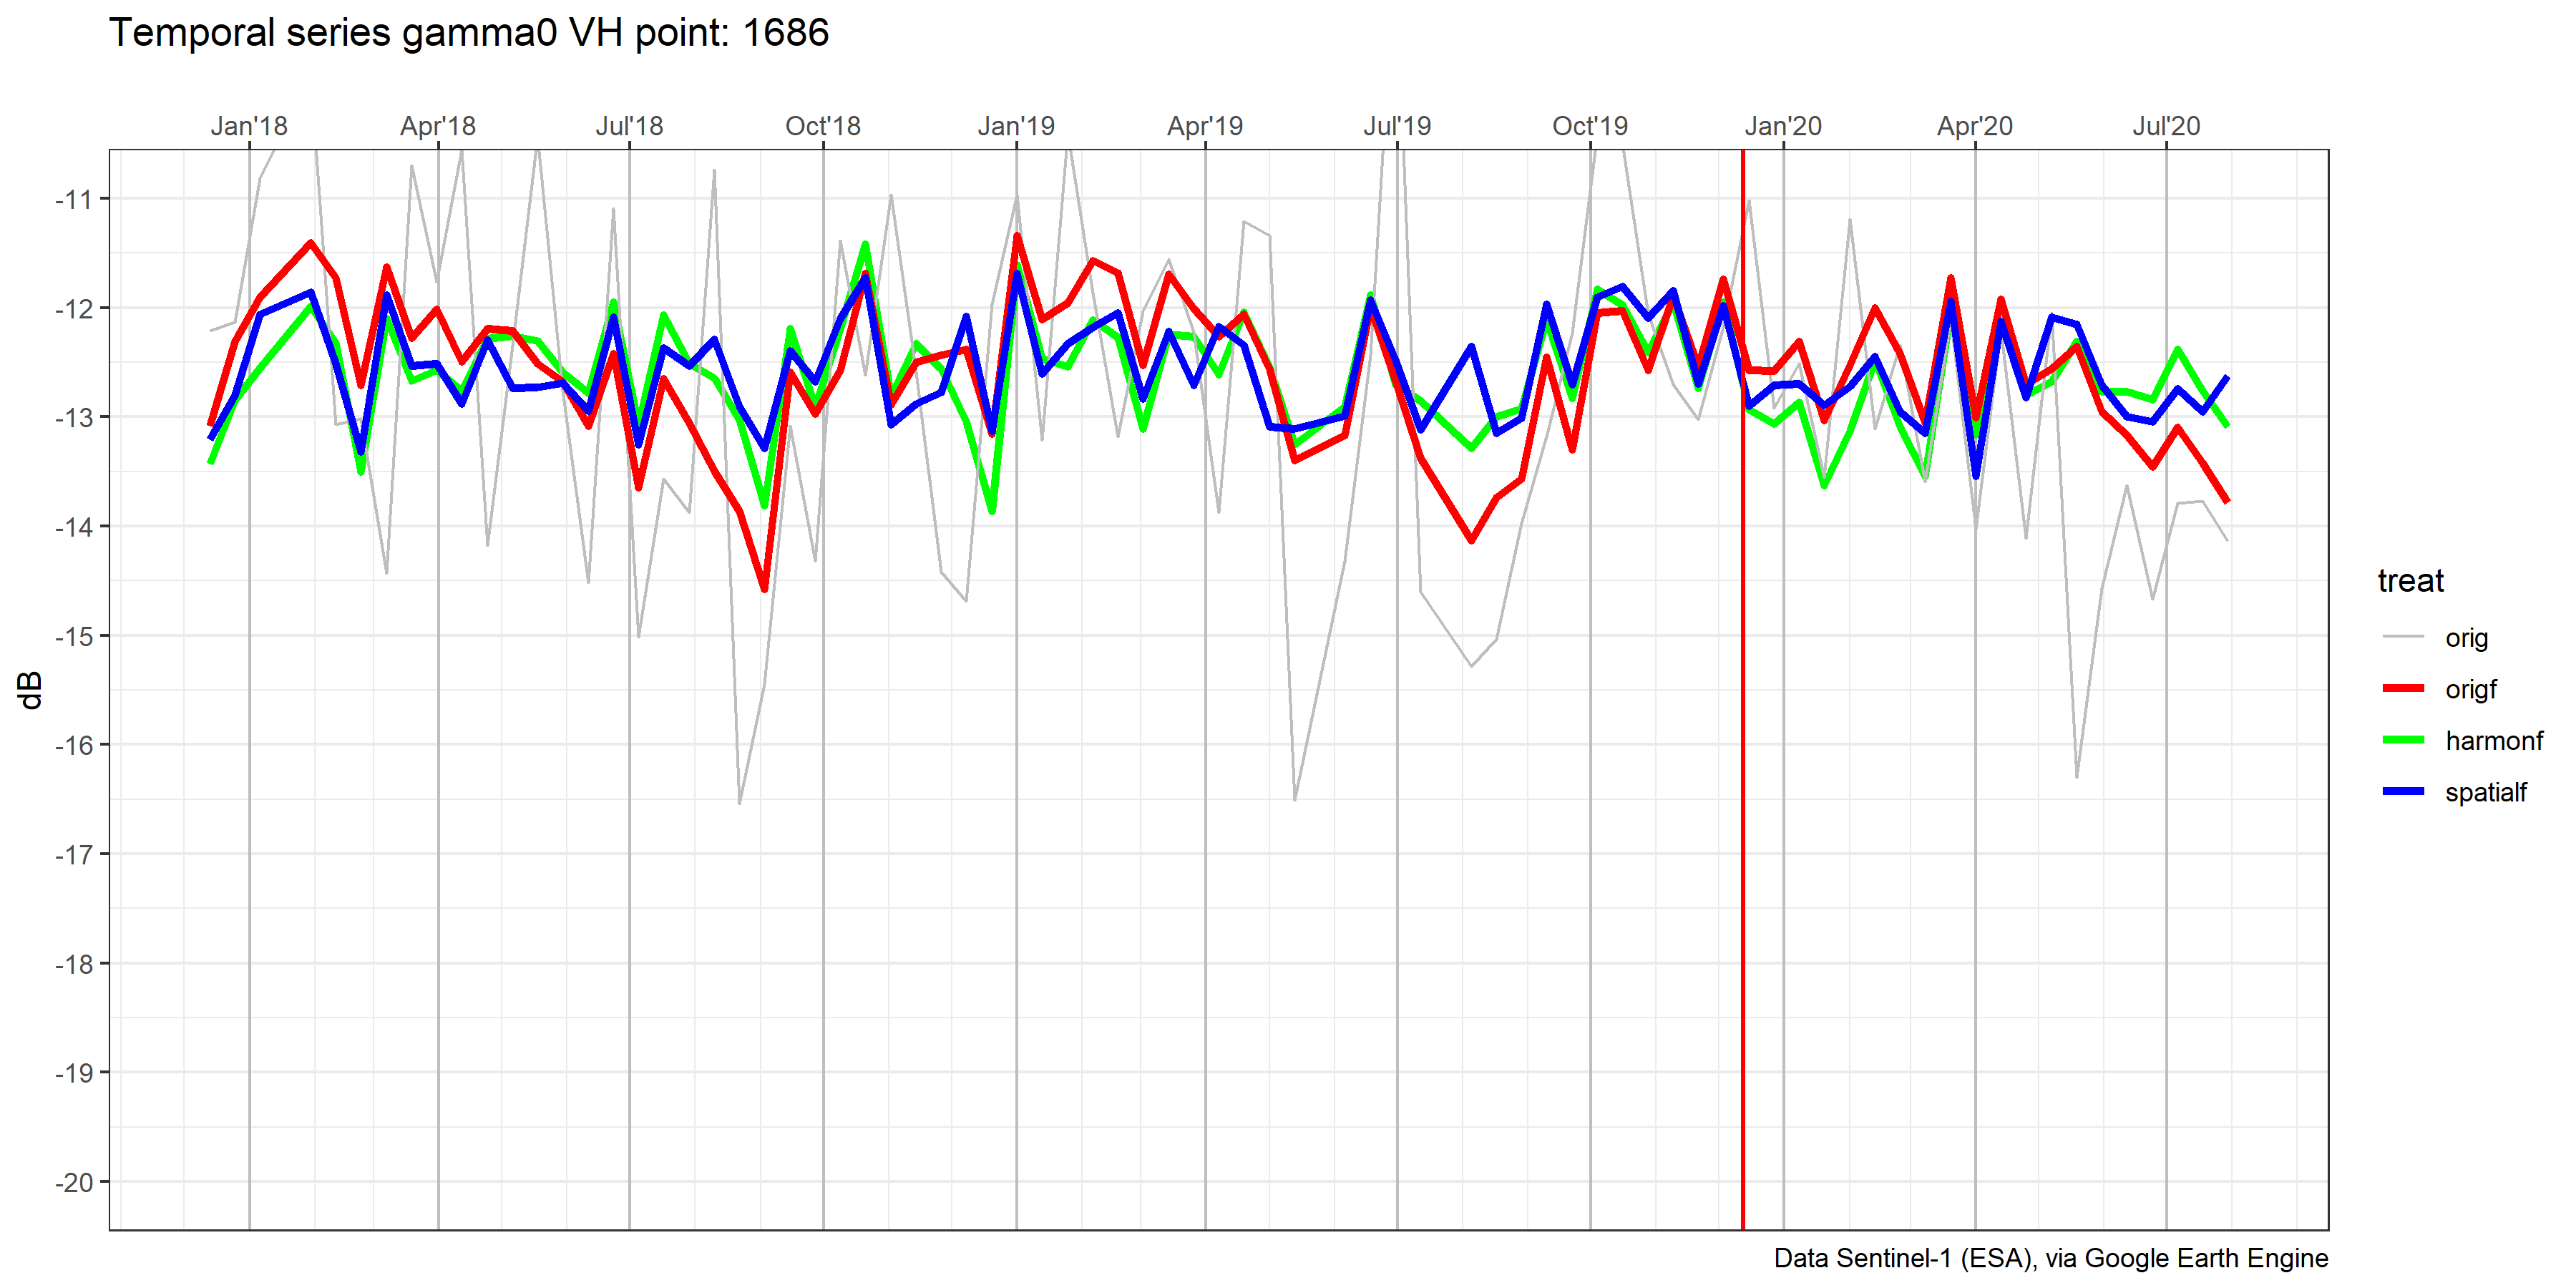 Temporal series gamma0 VH point: 1686
Jan'18 Apr'18 Jul'18 Oct'18 Jan'19 Apr'19 Jul'19 Oct'19 Jan'20 Apr'20 Jul'20
-11
-12
-13
-14
-15
-16
-17
-18
-19
-20
dB
treat
orig
origf
harmonf
spatialf
Data Sentinel-1 (ESA), via Google Earth Engine